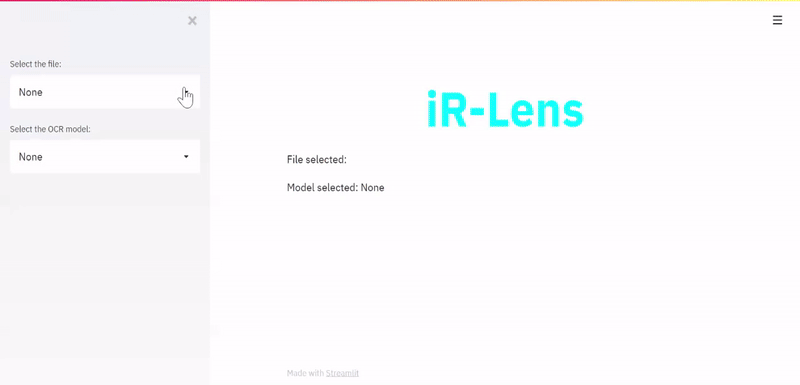 Select the file:
None
Select the OCR model:
None
iR-Lens
File selected:
Model selected: None
Made with Streamlit